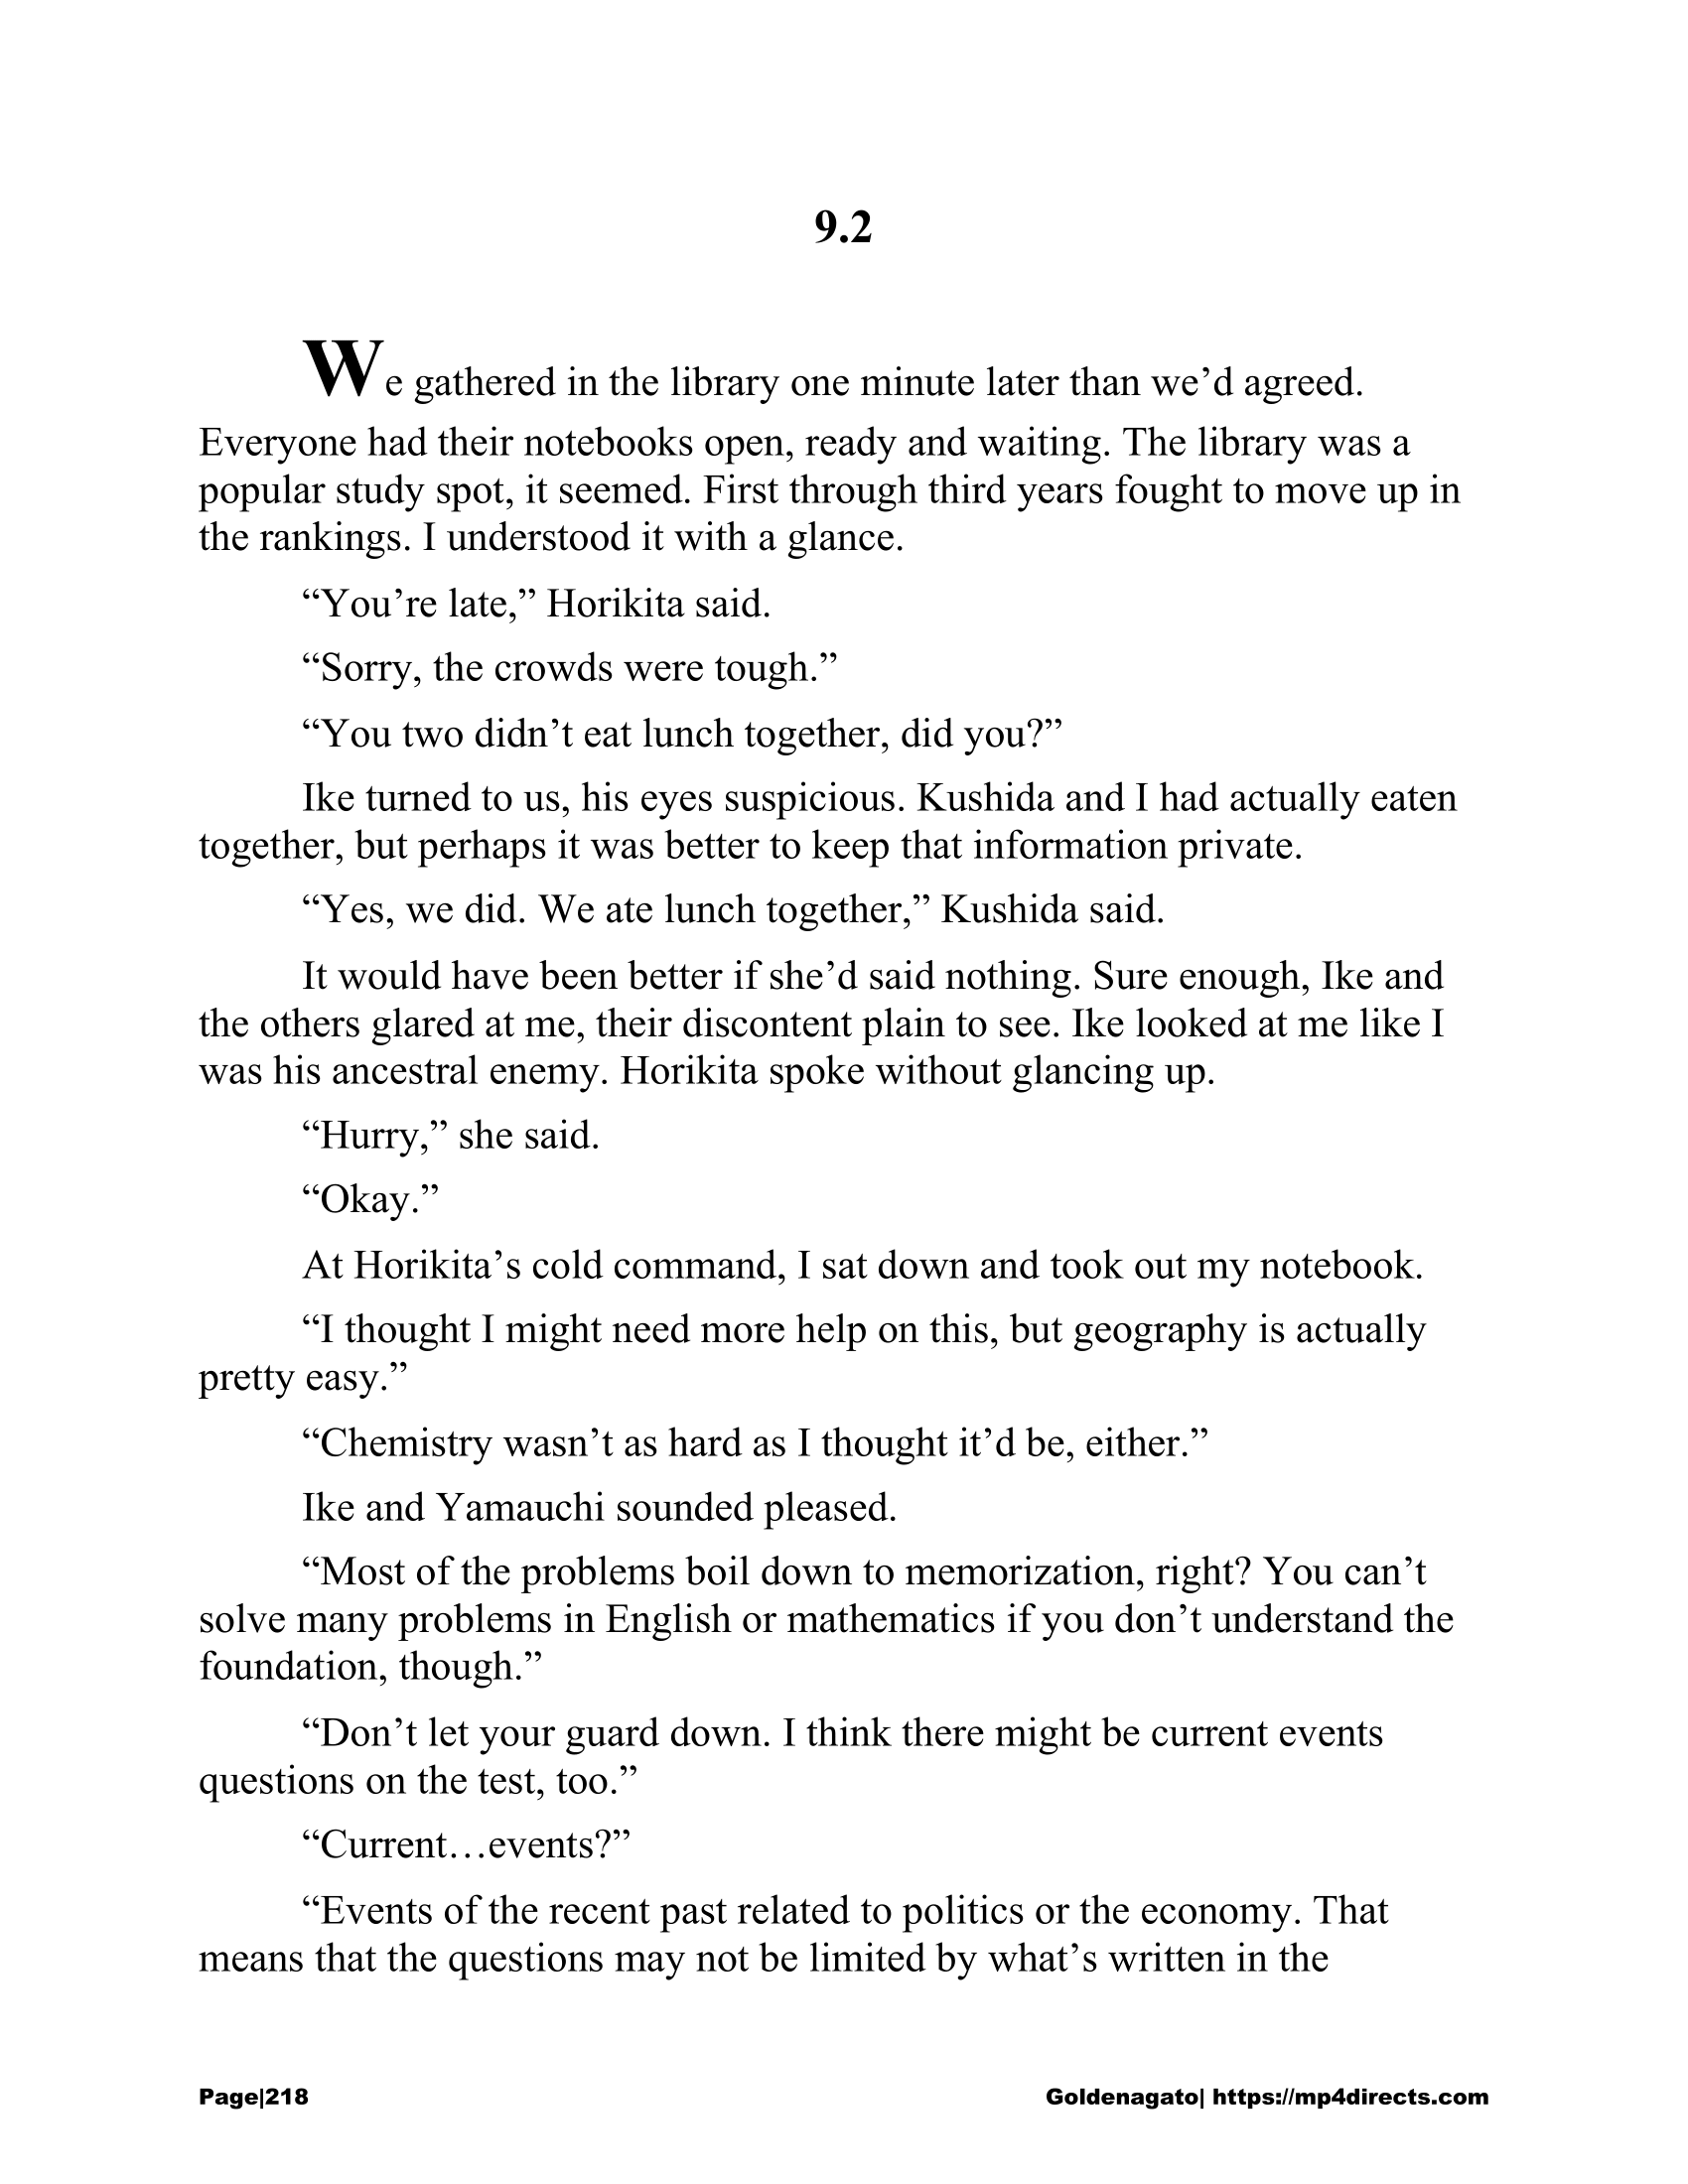 9.2
We gathered in the library one minute later than we’d agreed.
Everyone had their notebooks open, ready and waiting. The library was a
popular study spot, it seemed. First through third years fought to move up in
the rankings. I understood it with a glance.
“You’re late,” Horikita said.
“Sorry, the crowds were tough.”
“You two didn’t eat lunch together, did you?”
Ike turned to us, his eyes suspicious. Kushida and I had actually eaten
together, but perhaps it was better to keep that information private.
“Yes, we did. We ate lunch together,” Kushida said.
It would have been better if she’d said nothing. Sure enough, Ike and
the others glared at me, their discontent plain to see. Ike looked at me like I
was his ancestral enemy. Horikita spoke without glancing up.
“Hurry,” she said.
“Okay.”
At Horikita’s cold command, I sat down and took out my notebook.
“I thought I might need more help on this, but geography is actually
pretty easy.”
“Chemistry wasn’t as hard as I thought it’d be, either.”
Ike and Yamauchi sounded pleased.
“Most of the problems boil down to memorization, right? You can’t
solve many problems in English or mathematics if you don’t understand the
foundation, though.”
“Don’t let your guard down. I think there might be current events
questions on the test, too.”
“Current…events?”
“Events of the recent past related to politics or the economy. That
means that the questions may not be limited by what’s written in the
Page|218
Goldenagato| https://mp4directs.com